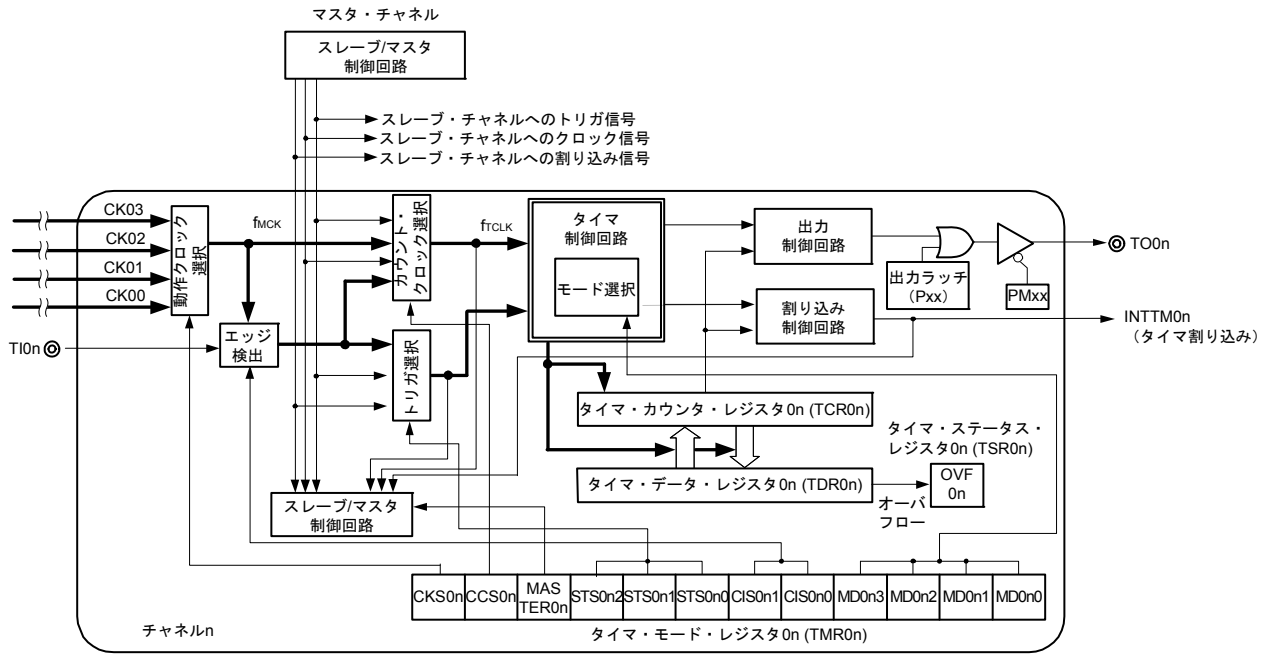 マスタ・チャネル
スレーブ/マスタ
制御回路
スレーブ・チャネルへのトリガ信号
スレーブ・チャネルへのクロック信号
スレーブ・チャネルへの割り込み信号
CK03
CK02
CK01
CK00
動作クロック
選択
fMCK
カウント・
クロック選択
fTCLK
タイマ
制御回路
モード選択
出力
制御回路
出力ラッチ
(Pxx)
PMxx
TO0n
割り込み
制御回路
INTTM0n
(タイマ割り込み)
TI0n
エッジ
検出
トリガ選択
タイマ・カウンタ・レジスタ0n (TCR0n)
タイマ・ステータス・
レジスタ0n (TSR0n)
タイマ・データ・レジスタ0n (TDR0n)
OVF
0n
オーバ
フロー
スレーブ/マスタ
制御回路
CKS0n
CCS0n
MAS
TER0n
STS0n2
STS0n1
STS0n0
CIS0n1
CIS0n0
MD0n3
MD0n2
MD0n1
MD0n0
チャネルn
タイマ・モード・レジスタ0n (TMR0n)